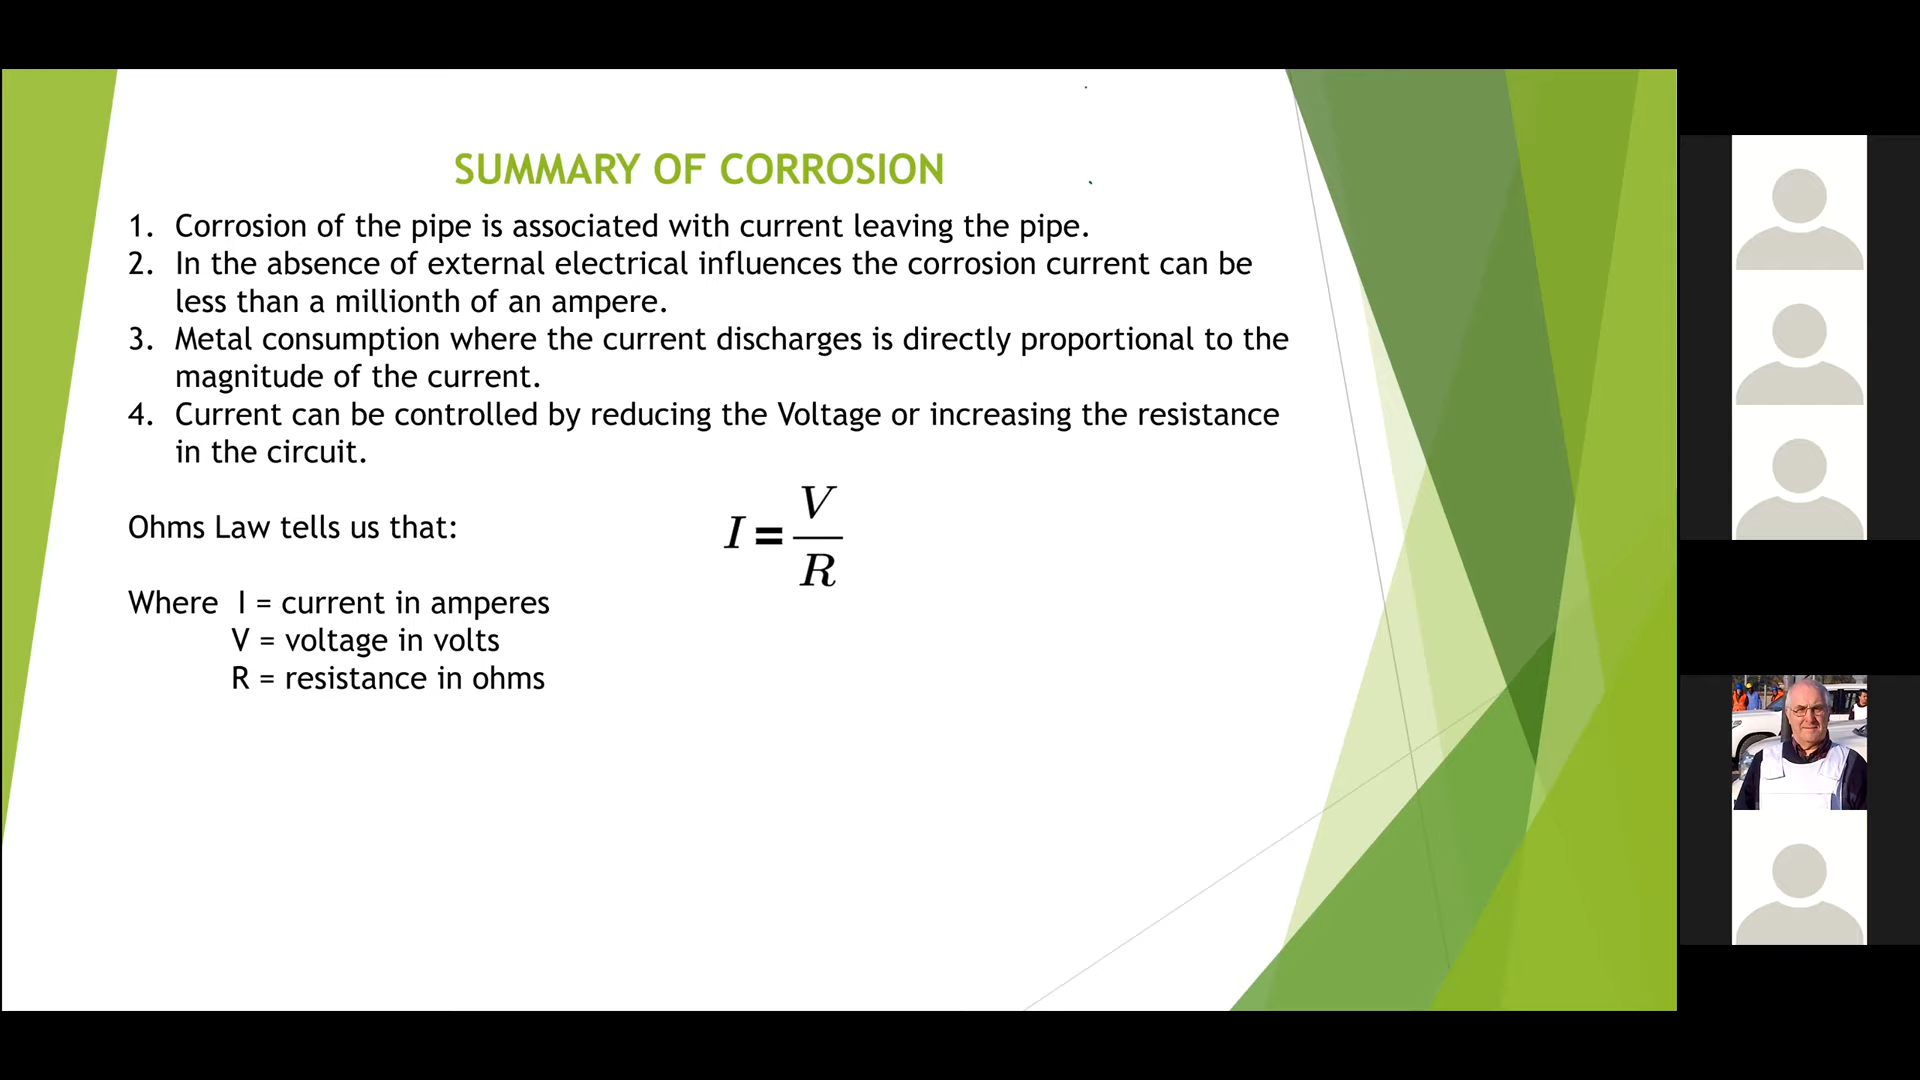 SUMMARY OF CORROSION
1. Corrosion of the pipe is associated with current leaving the pipe.
2. In the absence of external electrical influences the corrosion current can be
less than a millionth of an ampere.
3. Metal consumption where the current discharges is directly proportional to the
magnitude of the current.
4. Current can be controlled by reducing the Voltage or increasing the resistance
in the circuit.
Ohms Law tells us that:
I = V/R
Where I = current in amperes
V = voltage in volts
R = resistance in ohms